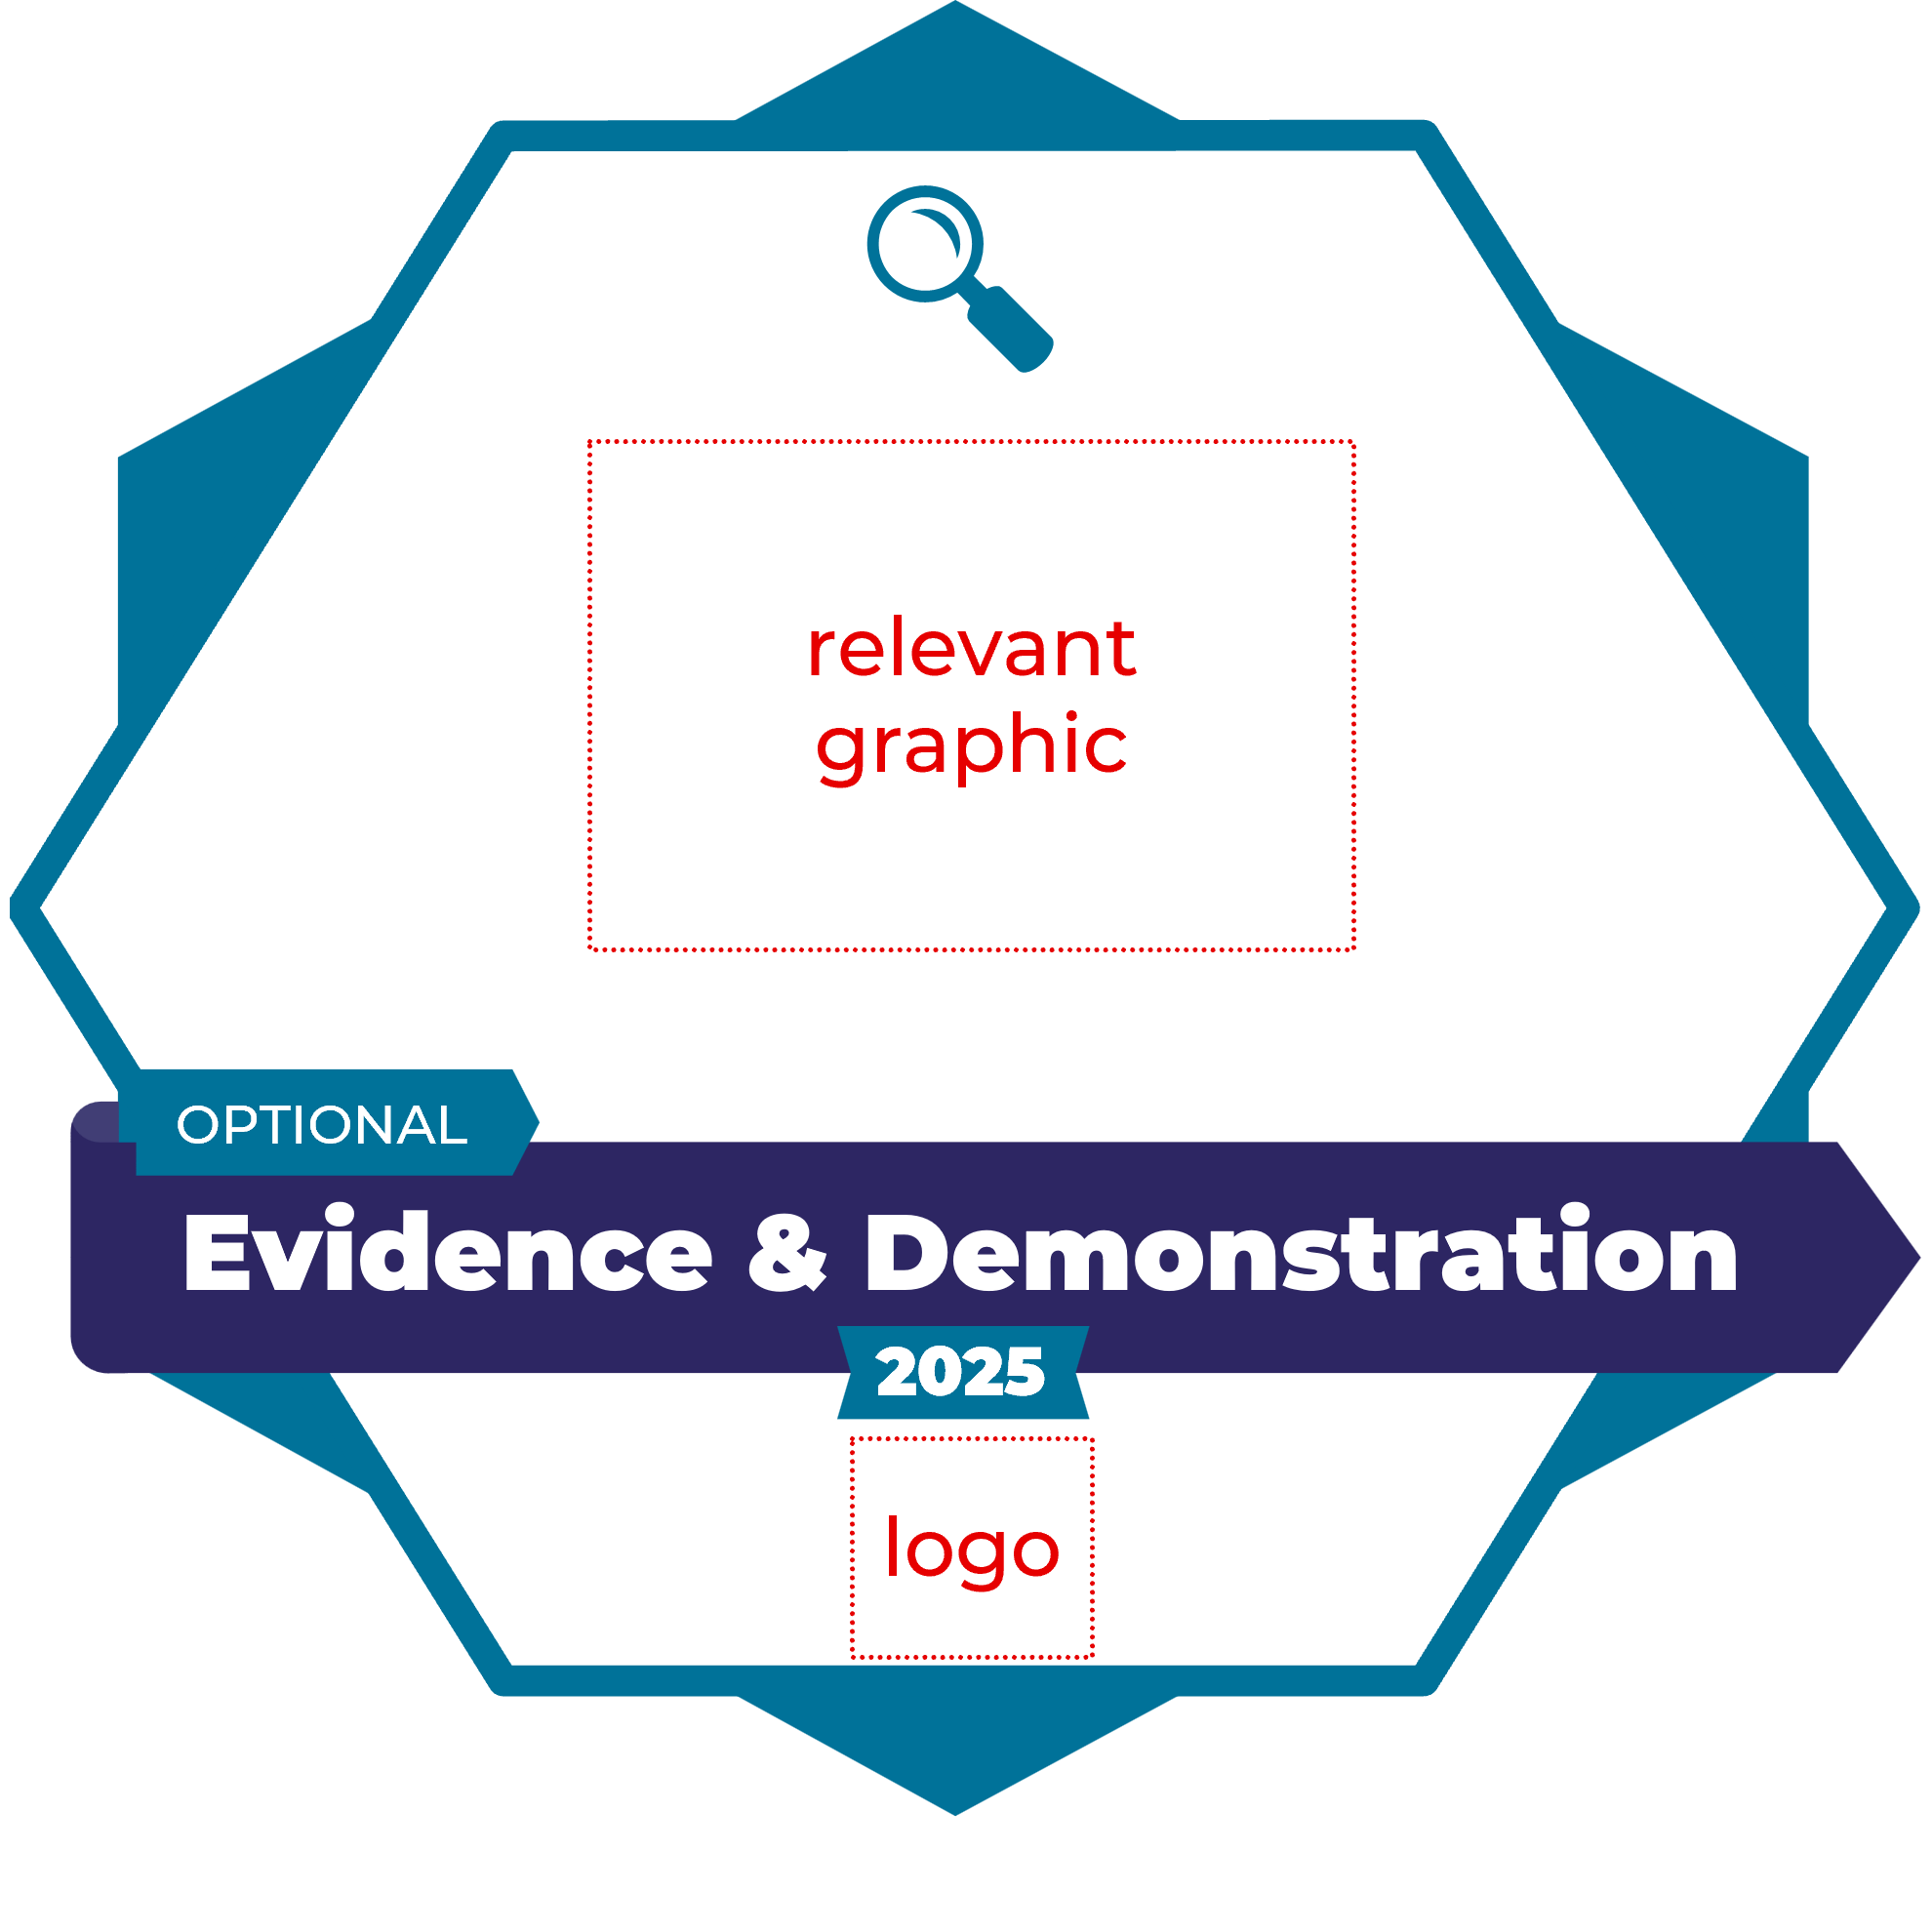 relevant
graphic
OPTIONAL
Evidence & Demonstration
2025
logo